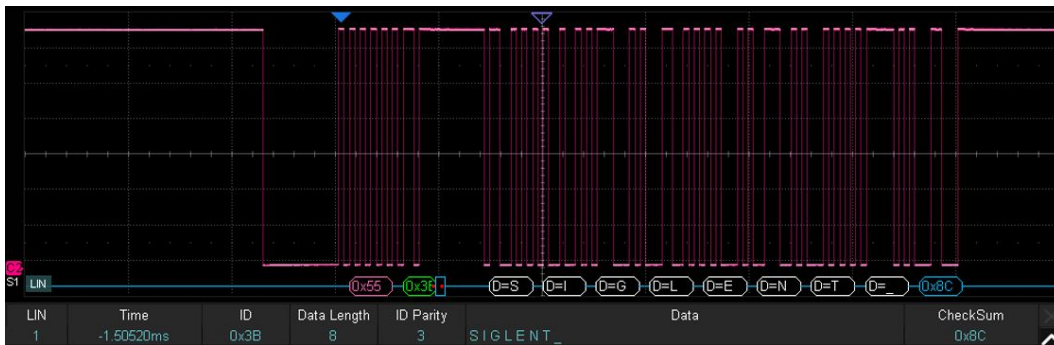 C2
S1 LIN 0x55 0x3B D=S D=I D=G D=L D=E D=N D=T D=_ 0x8C
LIN Time ID Data Length ID Parity Data CheckSum
1 -1.50520ms 0x3B 8 3 S I G L E N T _ 0x8C